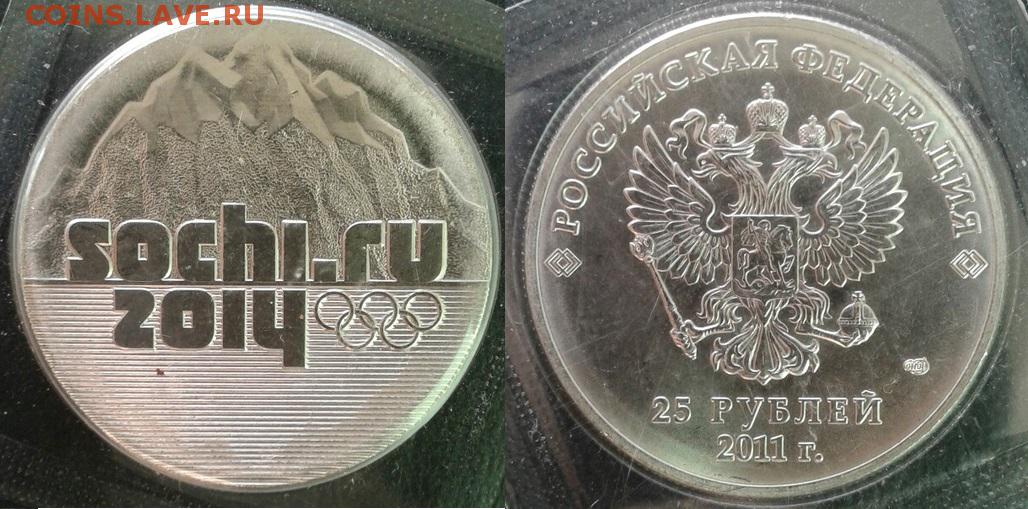 COINS.LAVE.RU
sochi.ru
2014
РОССИЙСКАЯ ФЕДЕРАЦИЯ
25 РУБЛЕЙ
2011 г.